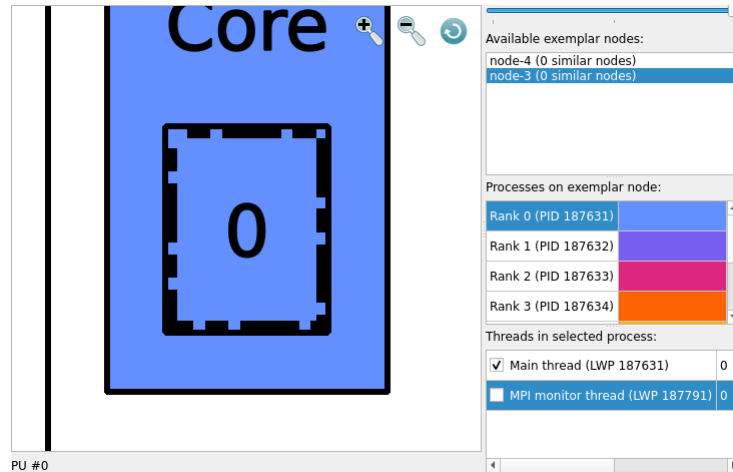 Core
0
PU #0
Available exemplar nodes:
node-4 (0 similar nodes)
node-3 (0 similar nodes)
Processes on exemplar node:
Rank 0 (PID 187631)
Rank 1 (PID 187632)
Rank 2 (PID 187633)
Rank 3 (PID 187634)
Threads in selected process:
Main thread (LWP 187631) 0
MPI monitor thread (LWP 187791) 0